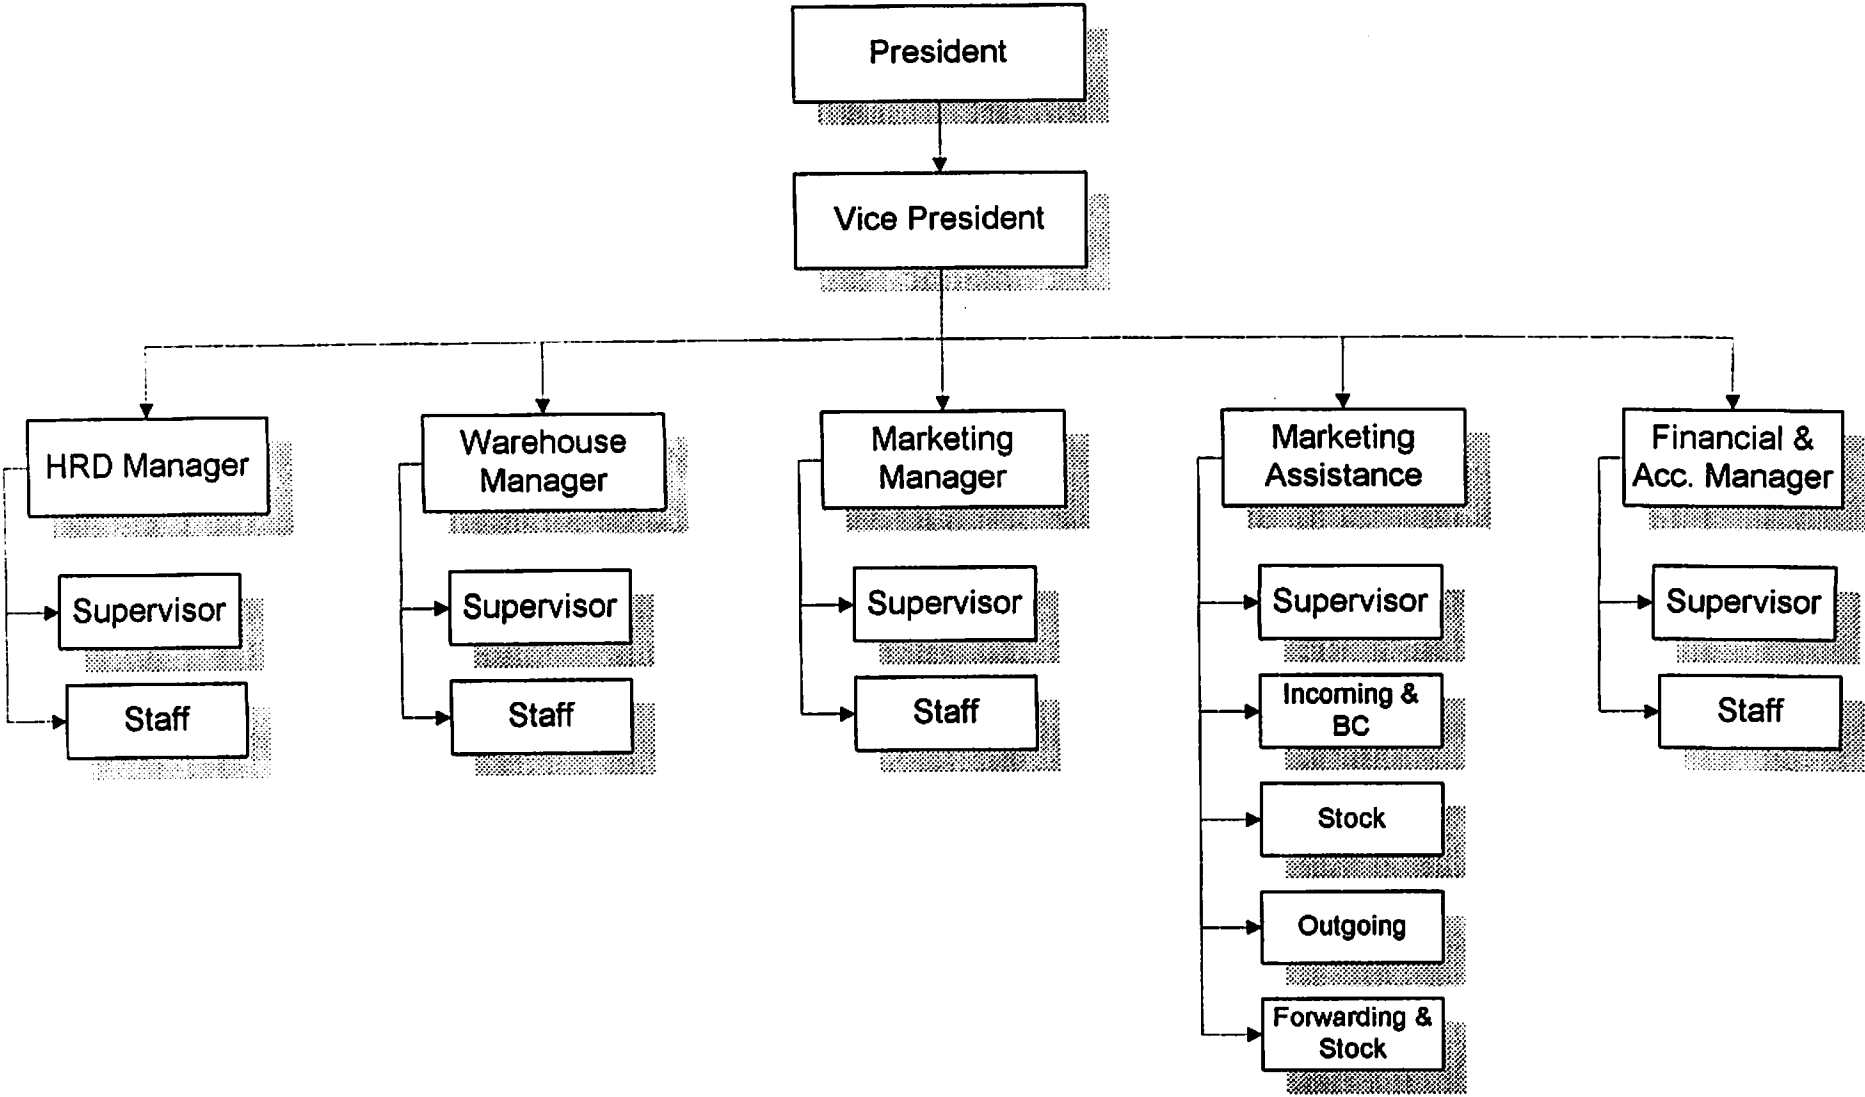 President
Vice President
HRD Manager
Warehouse
Manager
Marketing
Manager
Marketing
Assistance
Financial &
Acc. Manager
Supervisor
Supervisor
Supervisor
Supervisor
Supervisor
Staff
Staff
Staff
Incoming &
BC
Staff
Stock
Outgoing
Forwarding &
Stock